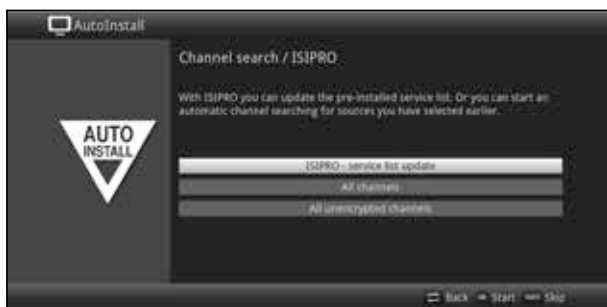 AutoInstall
Channel search / ISIPRO
With ISIPRO you can update the pre-installed service list. Or you can start an
automatic channel searching for sources you have selected earlier.
AUTO
INSTALL
ISIPRO - service list update
All channels
All unencrypted channels
Back Start Skip